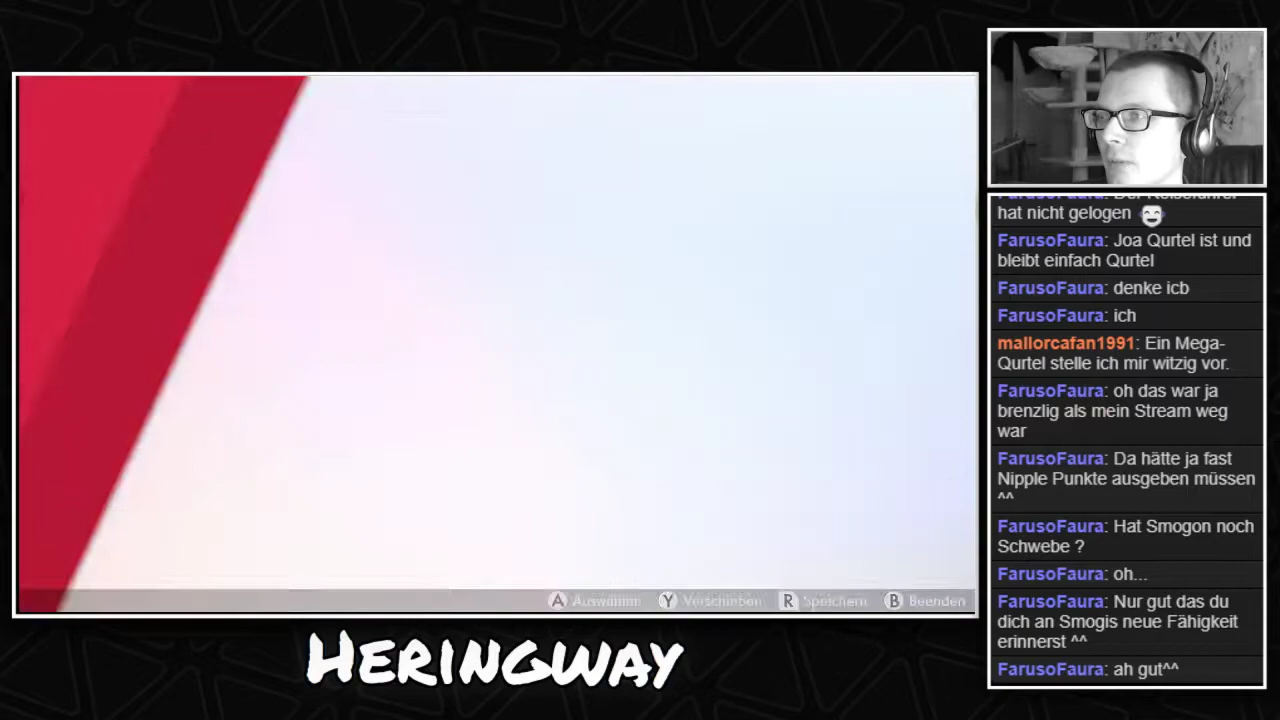 A Auswählen Y Verschieben R Speichern B Beenden
HERINGWAY
hat nicht gelogen
FarusoFaura: Joa Qurtel ist und
bleibt einfach Qurtel
FarusoFaura: denke icb
FarusoFaura: ich
mallorcafan1991: Ein Mega-
Qurtel stelle ich mir witzig vor.
FarusoFaura: oh das war ja
brenzlig als mein Stream weg
war
FarusoFaura: Da hätte ja fast
Nipple Punkte ausgeben müssen
^^
FarusoFaura: Hat Smogon noch
Schwebe ?
FarusoFaura: oh...
FarusoFaura: Nur gut das du
dich an Smogis neue Fähigkeit
erinnerst ^^
FarusoFaura: ah gut^^